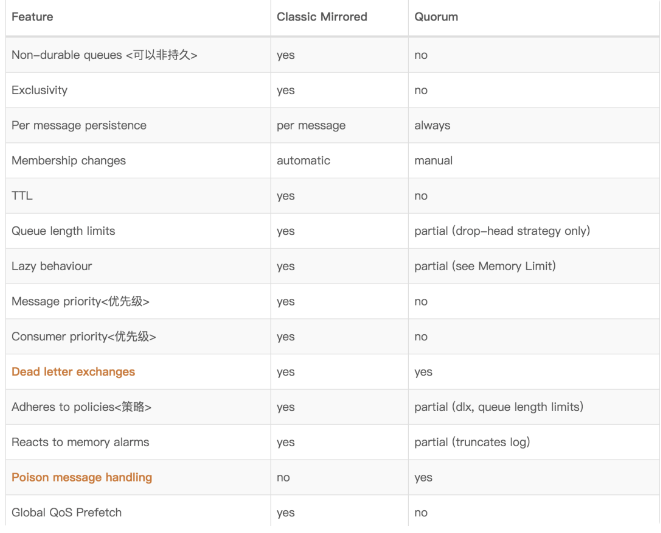 Feature Classic Mirrored Quorum
Non-durable queues <可以非持久> yes no
Exclusivity yes no
Per message persistence per message always
Membership changes automatic manual
TTL yes no
Queue length limits yes partial (drop-head strategy only)
Lazy behaviour yes partial (see Memory Limit)
Message priority<优先级> yes no
Consumer priority<优先级> yes no
Dead letter exchanges yes yes
Adheres to policies<策略> yes partial (dlx, queue length limits)
Reacts to memory alarms yes partial (truncates log)
Poison message handling no yes
Global QoS Prefetch yes no